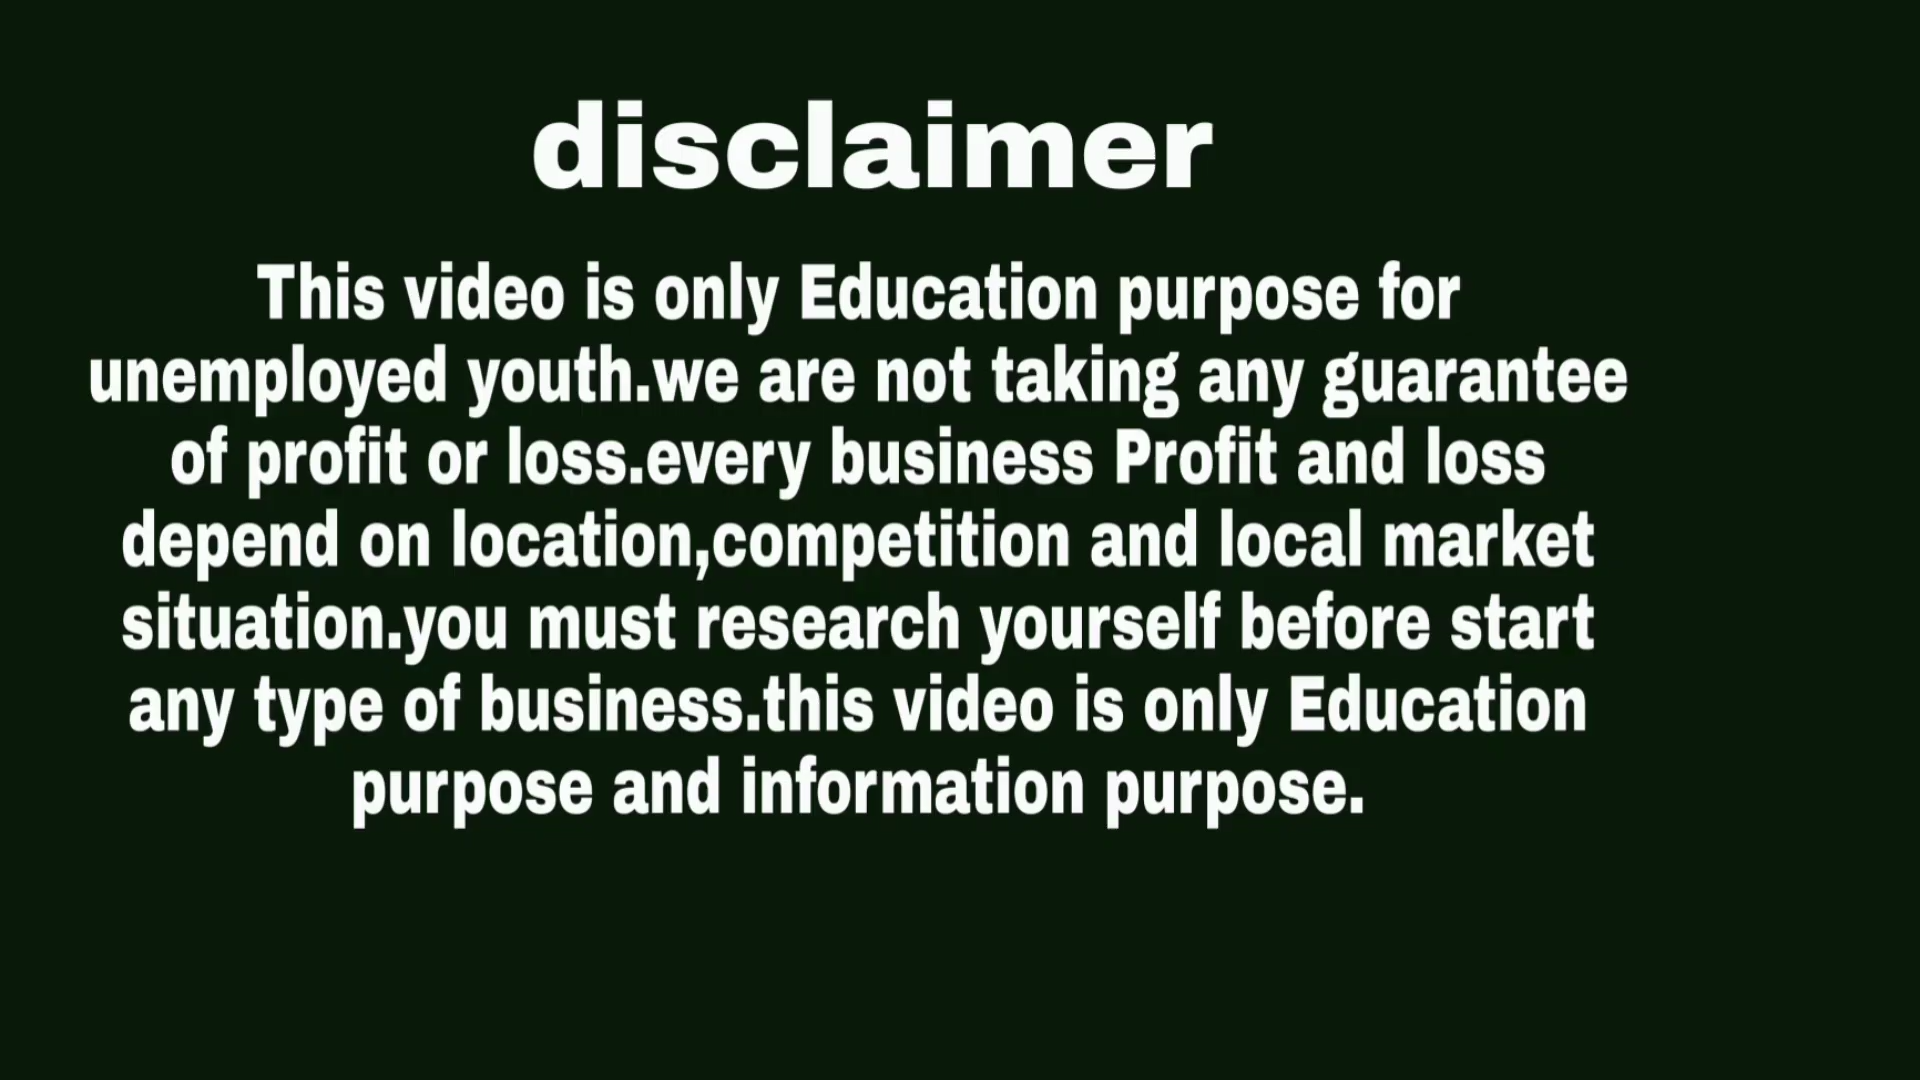 disclaimer
This video is only Education purpose for
unemployed youth.we are not taking any guarantee
of profit or loss.every business Profit and loss
depend on location,competition and local market
situation.you must research yourself before start
any type of business.this video is only Education
purpose and information purpose.